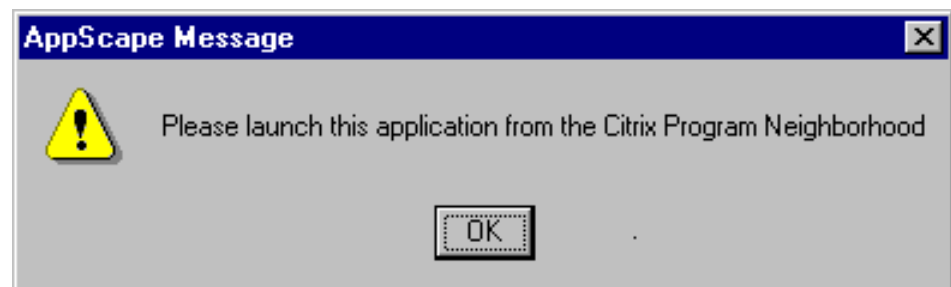 AppScape Message
Please launch this application from the Citrix Program Neighborhood
OK